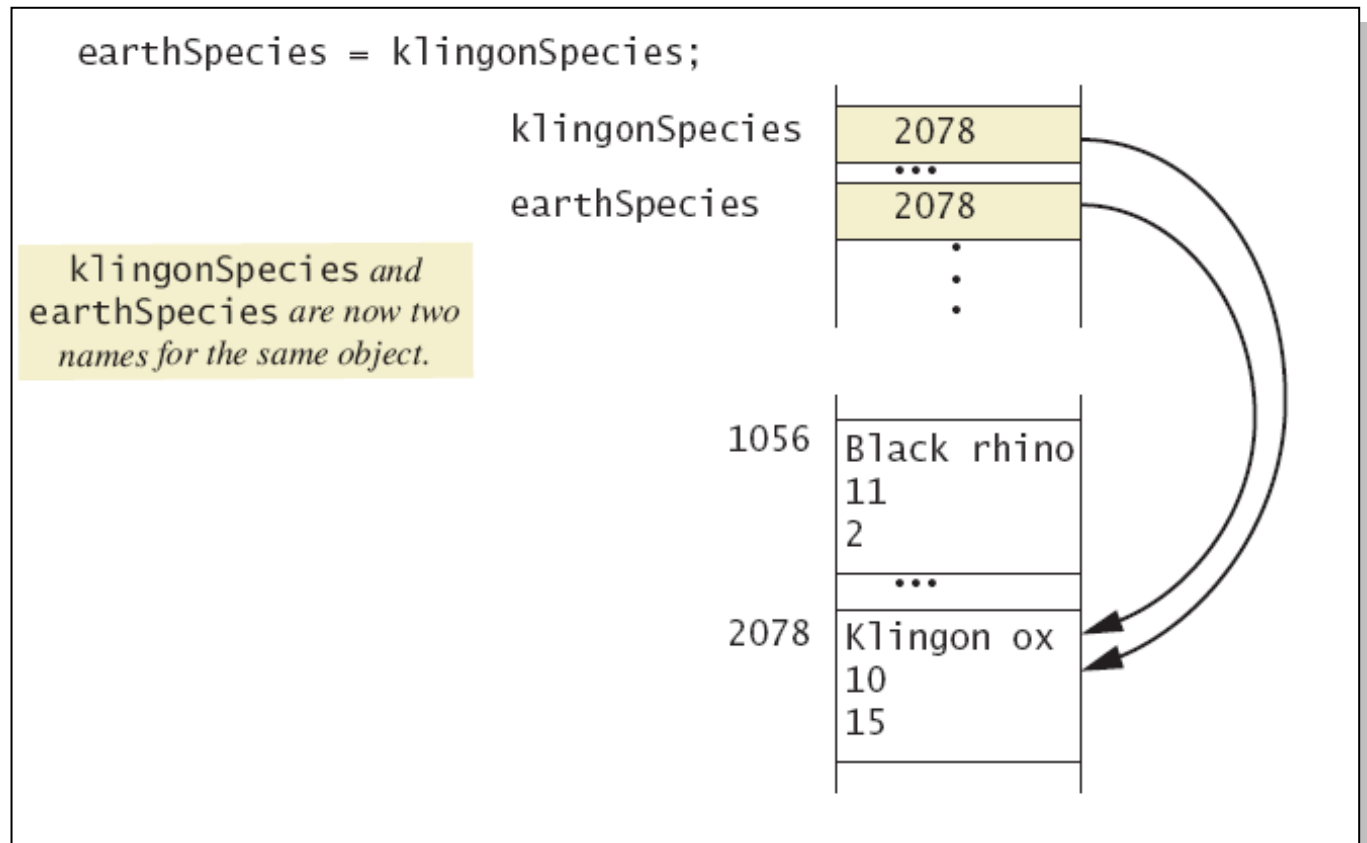 earthSpecies = klingonSpecies;
klingonSpecies 2078
•••
earthSpecies 2078
klingonSpecies and
earthSpecies are now two
names for the same object.
1056 Black rhino
11
2
•••
2078 Klingon ox
10
15